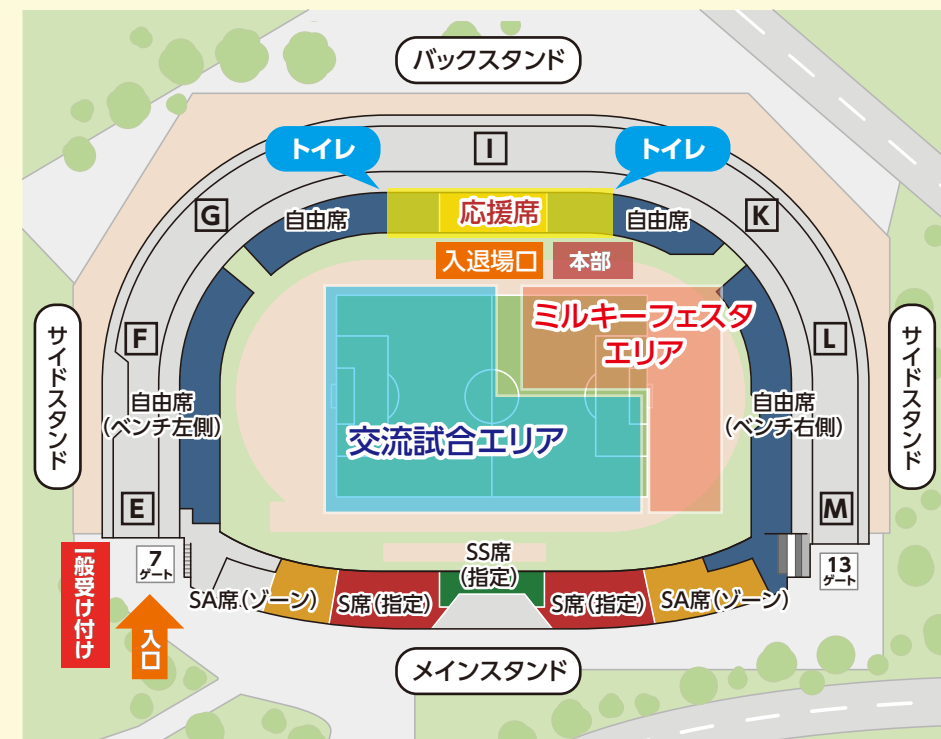 バックスタンド
トイレ
I
トイレ
G
自由席
応援席
自由席
K
入退場口
本部
ミルキーフェスタ
エリア
サイドスタンド
F
L
サイドスタンド
自由席
(ベンチ左側)
自由席
(ベンチ右側)
交流試合エリア
E
M
一般受け付け
7
ゲート
SS席
(指定)
13
ゲート
SA席(ゾーン)
S席(指定)
S席(指定)
SA席(ゾーン)
入口
メインスタンド